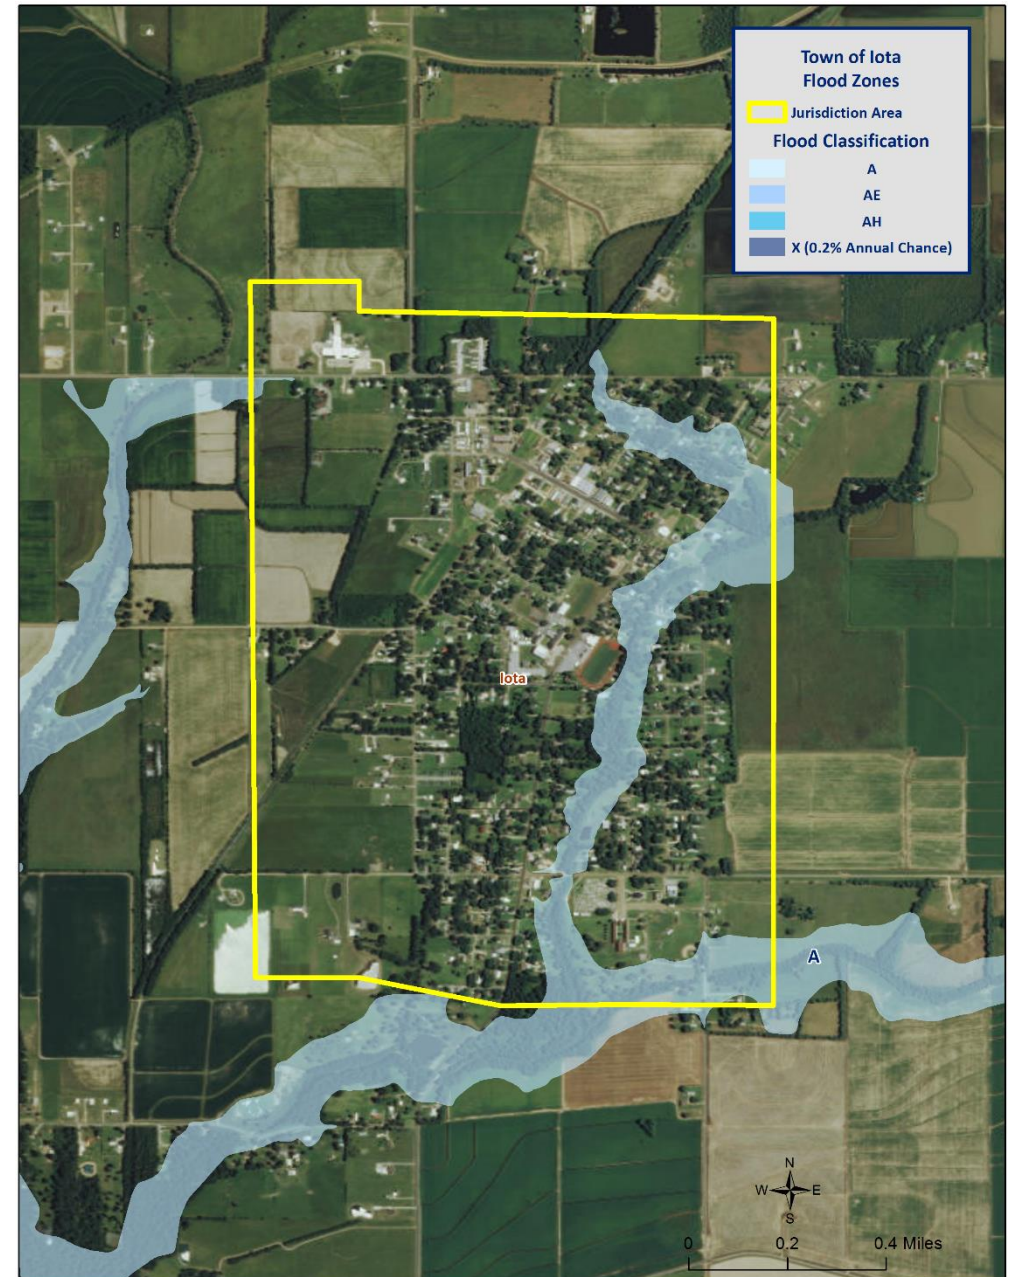 Town of Iota
Flood Zones
Jurisdiction Area
Flood Classification
A
AE
AH
X (0.2% Annual Chance)
Iota
A
N
W E
S
0 0.2 0.4 Miles